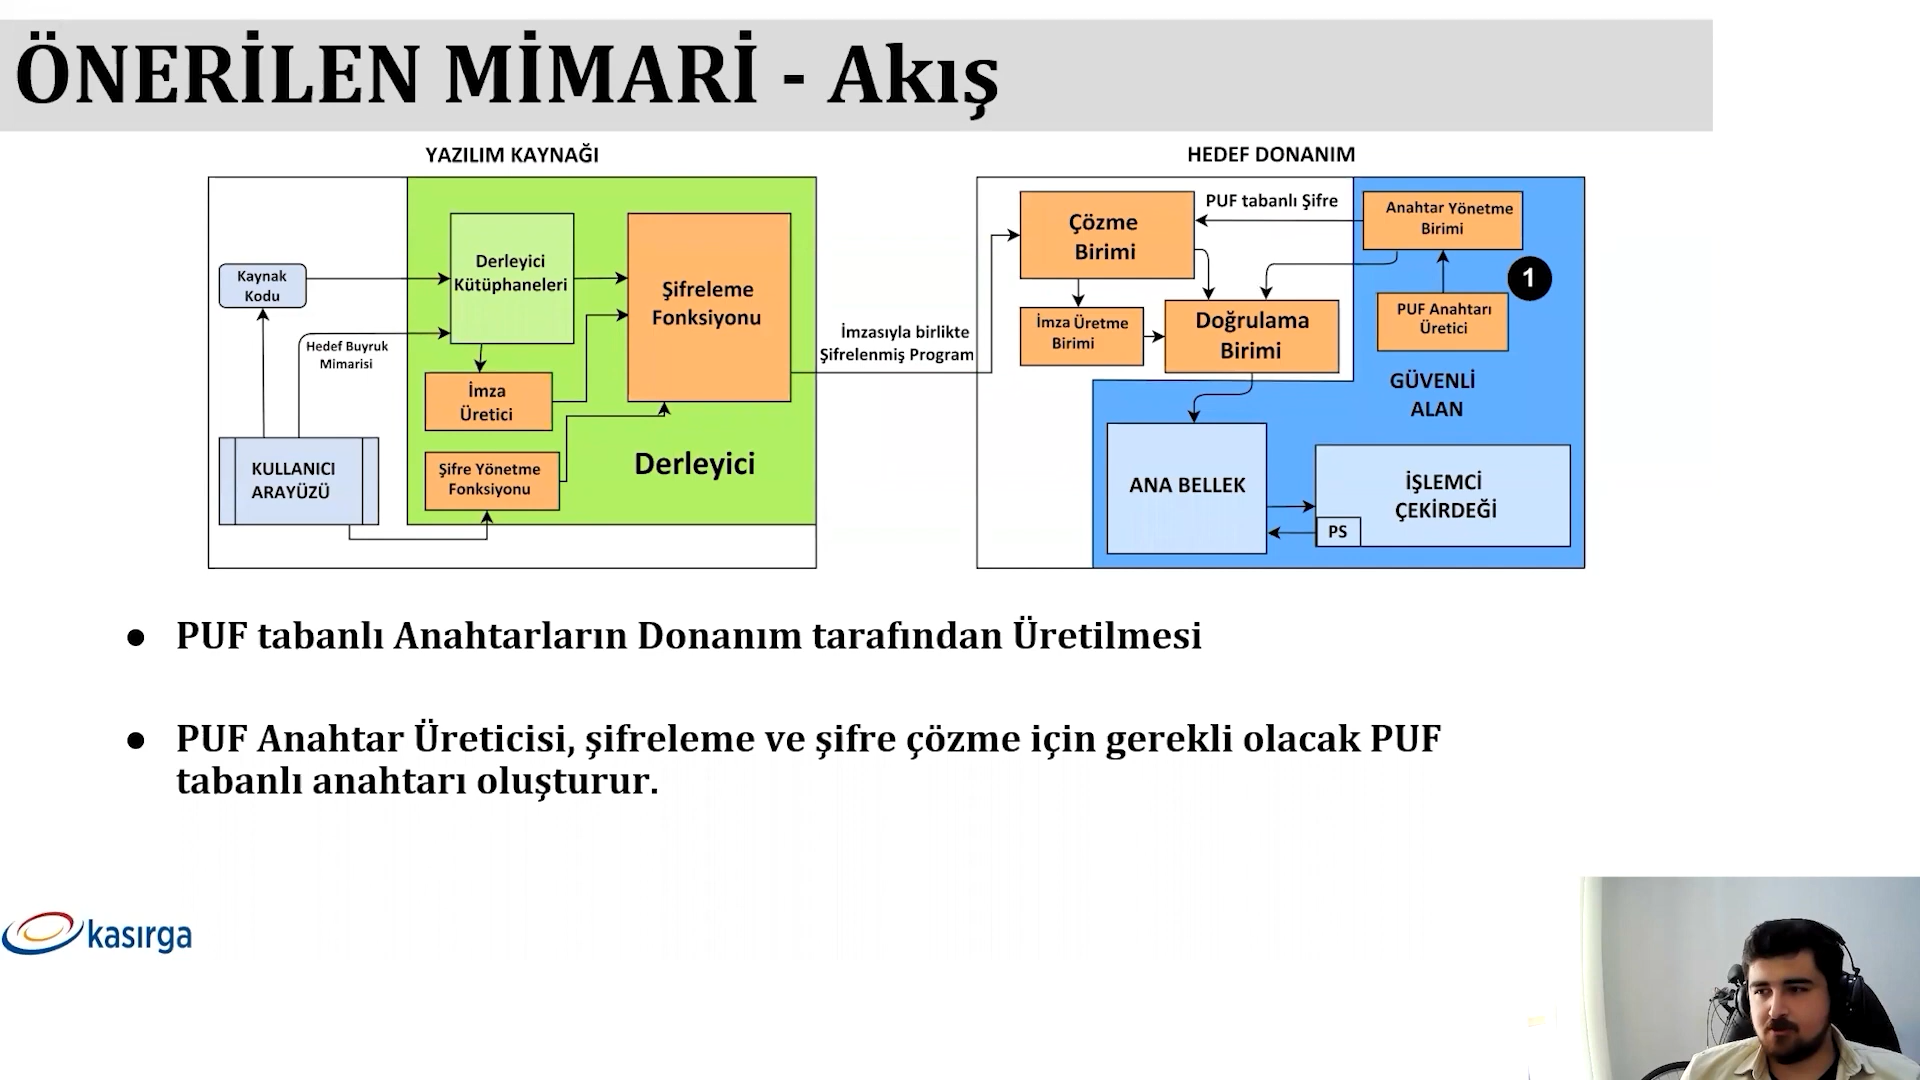 ÖNERİLEN MİMARİ - Akış
YAZILIM KAYNAĞI
Kaynak
Kodu
Hedef Buyruk
Mimarisi
KULLANICI
ARAYÜZÜ
Derleyici
Kütüphaneleri
İmza
Üretici
Şifre Yönetme
Fonksiyonu
Şifreleme
Fonksiyonu
Derleyici
İmzasıyla birlikte
Şifrelenmiş Program
HEDEF DONANIM
Çözme
Birimi
PUF tabanlı Şifre
Anahtar Yönetme
Birimi
1
İmza Üretme
Birimi
Doğrulama
Birimi
PUF Anahtarı
Üretici
GÜVENLİ
ALAN
ANA BELLEK
İŞLEMCİ
ÇEKİRDEĞİ
PS
● PUF tabanlı Anahtarların Donanım tarafından Üretilmesi
● PUF Anahtar Üreticisi, şifreleme ve şifre çözme için gerekli olacak PUF
tabanlı anahtarı oluşturur.
kasırga